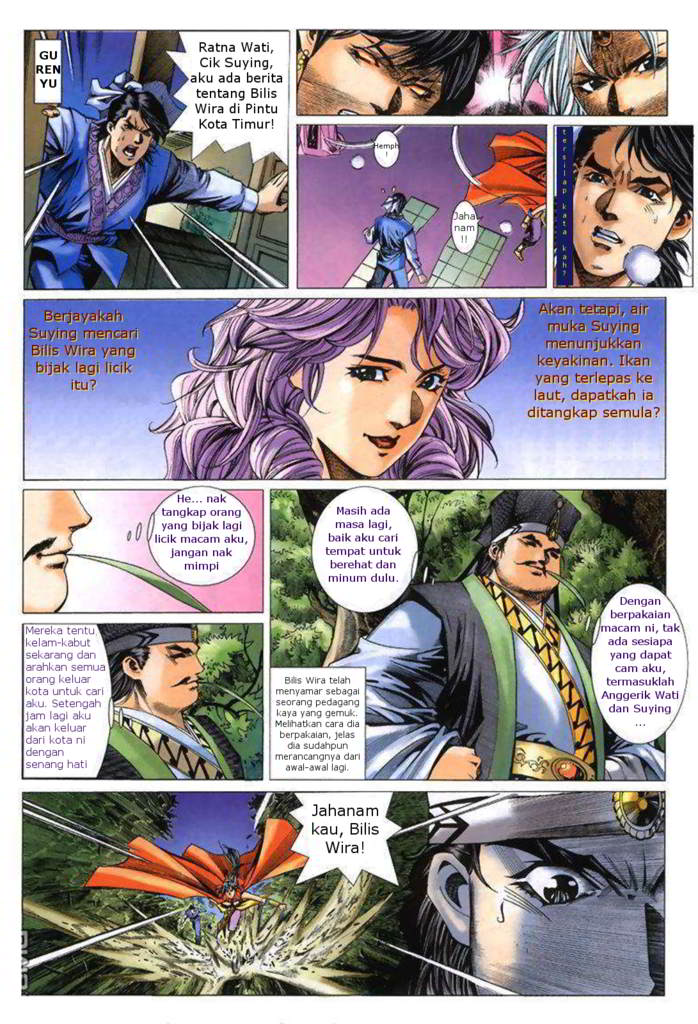 GU
REN
YU
Ratna Wati,
Cik Suying,
aku ada berita
tentang Bilis
Wira di Pintu
Kota Timur!
Hemph
!
Jaha
nam
!!
tersilap kata kah?
Berjayakah
Suying mencari
Bilis Wira yang
bijak lagi licik
itu?
Akan tetapi, air
muka Suying
menunjukkan
keyakinan. Ikan
yang terlepas ke
laut, dapatkah ia
ditangkap semula?
He... nak
tangkap orang
yang bijak lagi
licik macam aku,
jangan nak
mimpi
Masih ada
masa lagi,
baik aku cari
tempat untuk
berehat dan
minum dulu.
Dengan
berpakaian
macam ni, tak
ada sesiapa
yang dapat
cam aku,
termasuklah
Anggerik Wati
dan Suying
...
Mereka tentu
kelam-kabut
sekarang dan
arahkan semua
orang keluar
kota untuk cari
aku. Setengah
jam lagi aku
akan keluar
dari kota ni
dengan
senang hati
Bilis Wira telah
menyamar sebagai
seorang pedagang
kaya yang gemuk.
Melihatkan cara dia
berpakaian, jelas
dia sudahpun
merancangnya dari
awal-awal lagi.
Jahanam
kau, Bilis
Wira!